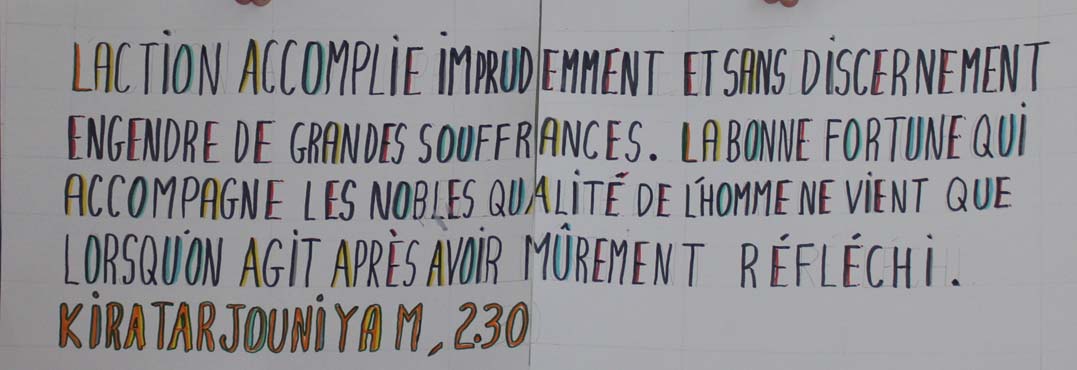 LACTION ACCOMPLIE IMPRUDEMMENT ET SANS DISCERNEMENT
ENGENDRE DE GRANDES SOUFFRANCES. LA BONNE FORTUNE QUI
ACCOMPAGNE LES NOBLES QUALITÉ DE L'HOMME NE VIENT QUE
LORSQU'ON AGIT APRÈS AVOIR MÛREMENT RÉFLÉCHI.
KIRATARJOUNIYAM, 2.30